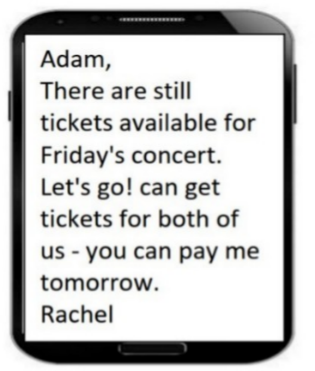 Adam,
There are still
tickets available for
Friday's concert.
Let's go! can get
tickets for both of
us - you can pay me
tomorrow.
Rachel